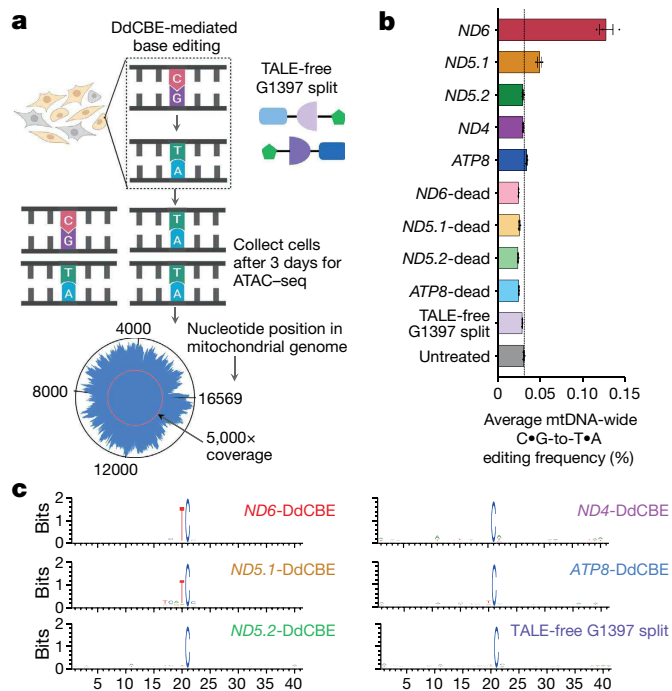 a
DdCBE-mediated
base editing
TALE-free
G1397 split
C
G
T
A
C
G
T
A
T
A
T
A
Collect cells
after 3 days for
ATAC–seq
Nucleotide position in
mitochondrial genome
4000
8000
16569
12000
5,000×
coverage
b
ND6
ND5.1
ND5.2
ND4
ATP8
ND6-dead
ND5.1-dead
ND5.2-dead
ATP8-dead
TALE-free
G1397 split
Untreated
0 0.05 0.10 0.15
Average mtDNA-wide
C•G-to-T•A
editing frequency (%)
c
Bits
2
1
0
T C
ND6-DdCBE
ND4-DdCBE
C
Bits
2
1
0
T C
ND5.1-DdCBE
ATP8-DdCBE
C
Bits
2
1
0
C
ND5.2-DdCBE
TALE-free G1397 split
C
5 10 15 20 25 30 35 40
5 10 15 20 25 30 35 40